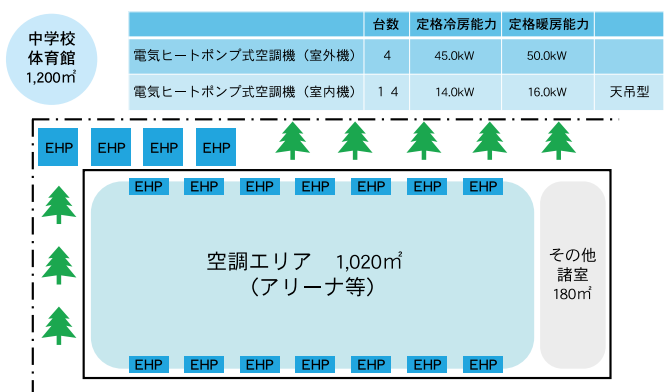 中学校
体育館
1,200㎡
台数 定格冷房能力 定格暖房能力
電気ヒートポンプ式空調機（室外機） 4 45.0kW 50.0kW
電気ヒートポンプ式空調機（室内機） 1 4 14.0kW 16.0kW 天吊型
EHP EHP EHP EHP
EHP EHP EHP EHP EHP EHP EHP
空調エリア 1,020㎡
（アリーナ等）
その他
諸室
180㎡
EHP EHP EHP EHP EHP EHP EHP